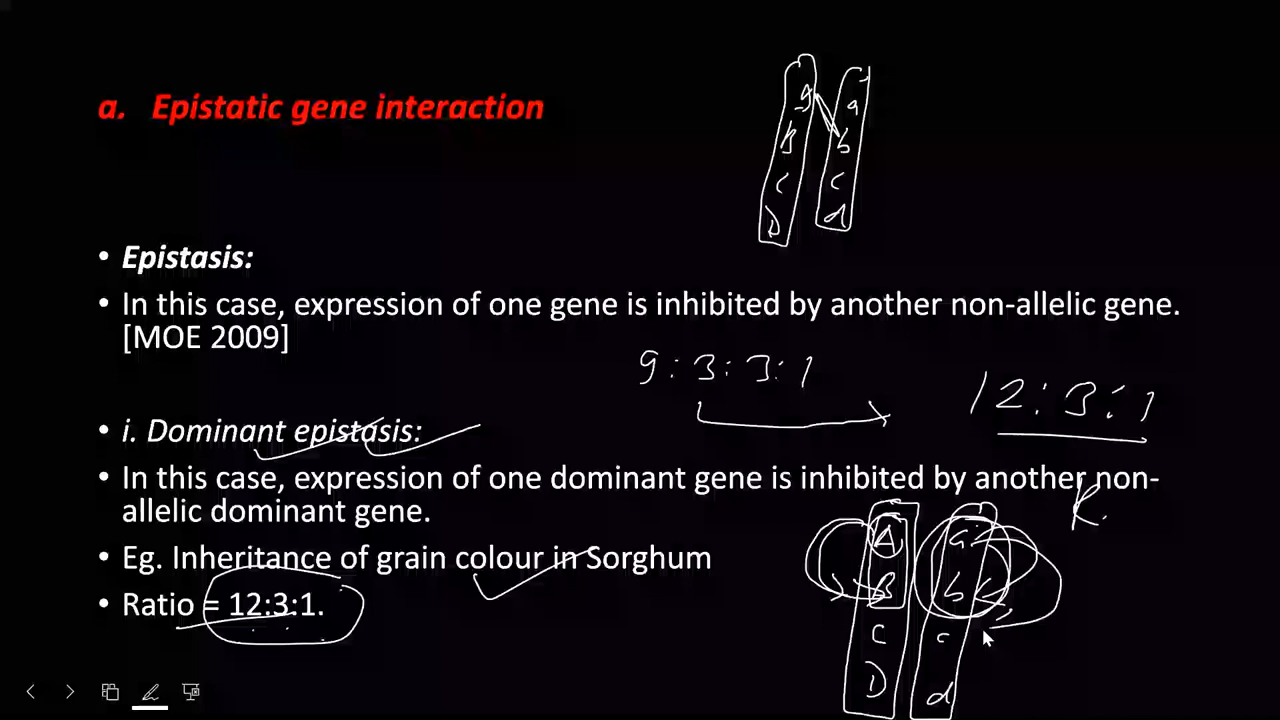 a. Epistatic gene interaction
g a
B b
C c
D d
• Epistasis:
• In this case, expression of one gene is inhibited by another non-allelic gene.
[MOE 2009]
9:3:3:1
12:3:1
• i. Dominant epistasis:
• In this case, expression of one dominant gene is inhibited by another non-
allelic dominant gene.
R.
• Eg. Inheritance of grain colour in Sorghum
• Ratio = 12:3:1.
A a
B b
C c
D d